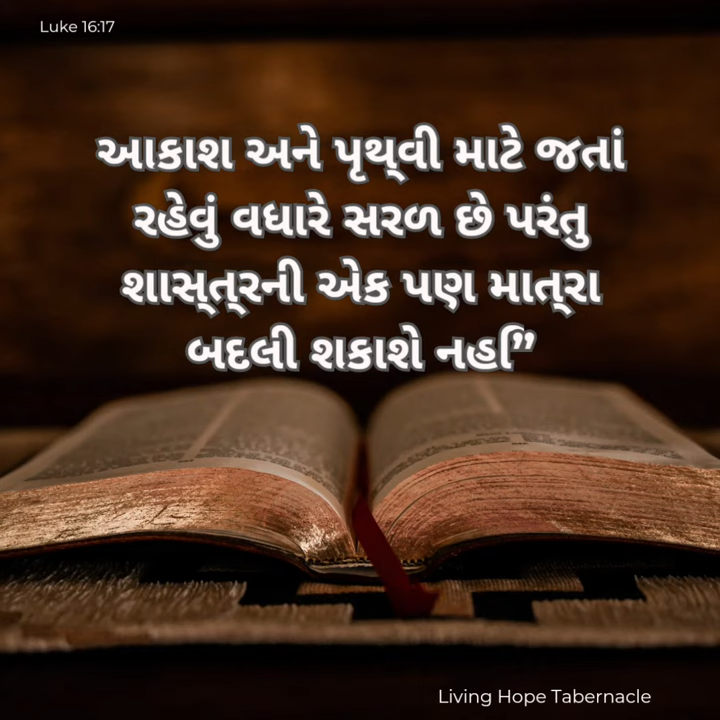 Luke 16:17
આકાશ અને પૃથ્‌વી માટે જતાં
રહેવું વધારે સરળ છે પરંતુ
શાસ્‌ત્‌રની એક પણ માત્‌રા
બદલી શકાશે નહિં”
Living Hope Tabernacle